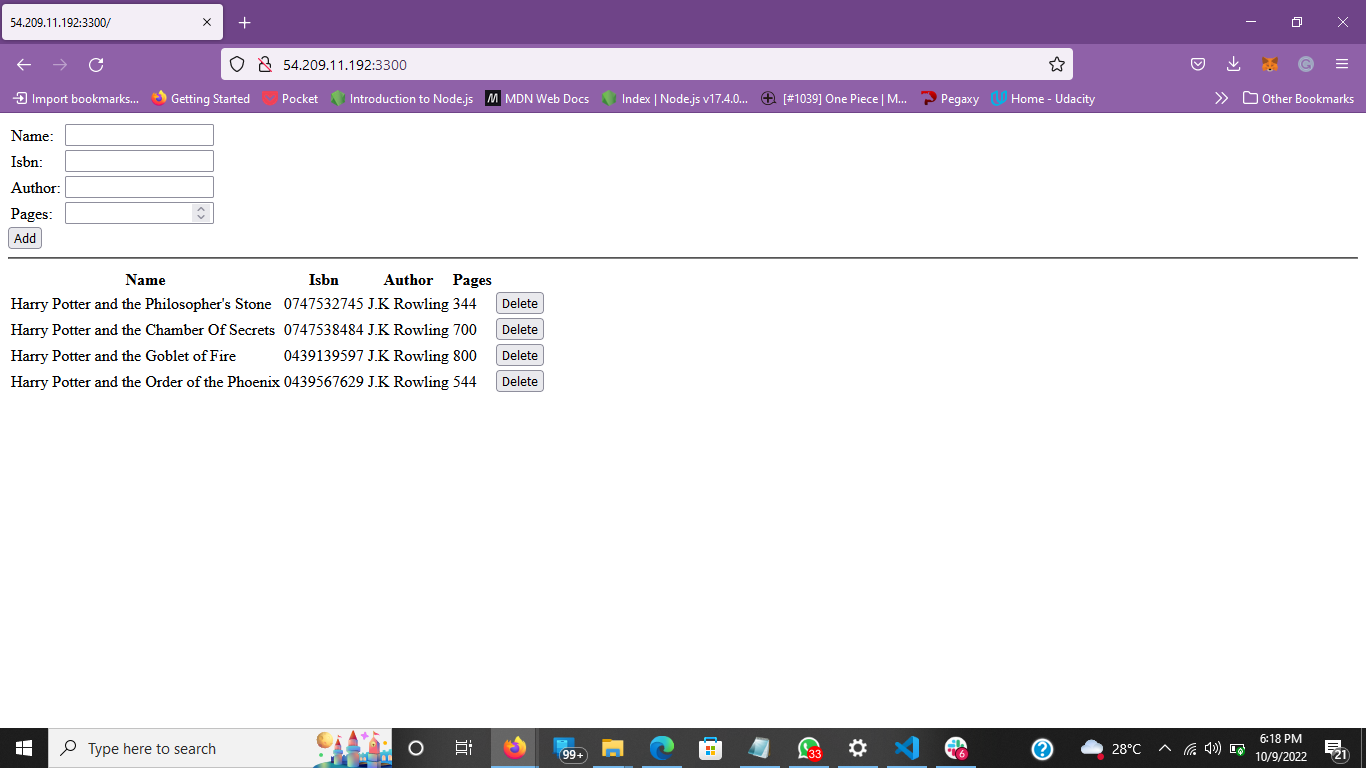 54.209.11.192:3300/
54.209.11.192:3300
Import bookmarks... Getting Started Pocket Introduction to Node.js MDN Web Docs Index | Node.js v17.4.0... [#1039] One Piece | M... Pegaxy Home - Udacity Other Bookmarks
Name:
Isbn:
Author:
Pages:
Add
Name Isbn Author Pages
Harry Potter and the Philosopher's Stone 0747532745 J.K Rowling 344 Delete
Harry Potter and the Chamber Of Secrets 0747538484 J.K Rowling 700 Delete
Harry Potter and the Goblet of Fire 0439139597 J.K Rowling 800 Delete
Harry Potter and the Order of the Phoenix 0439567629 J.K Rowling 544 Delete
Type here to search 99+ 33 6 28°C 6:18 PM
10/9/2022 21